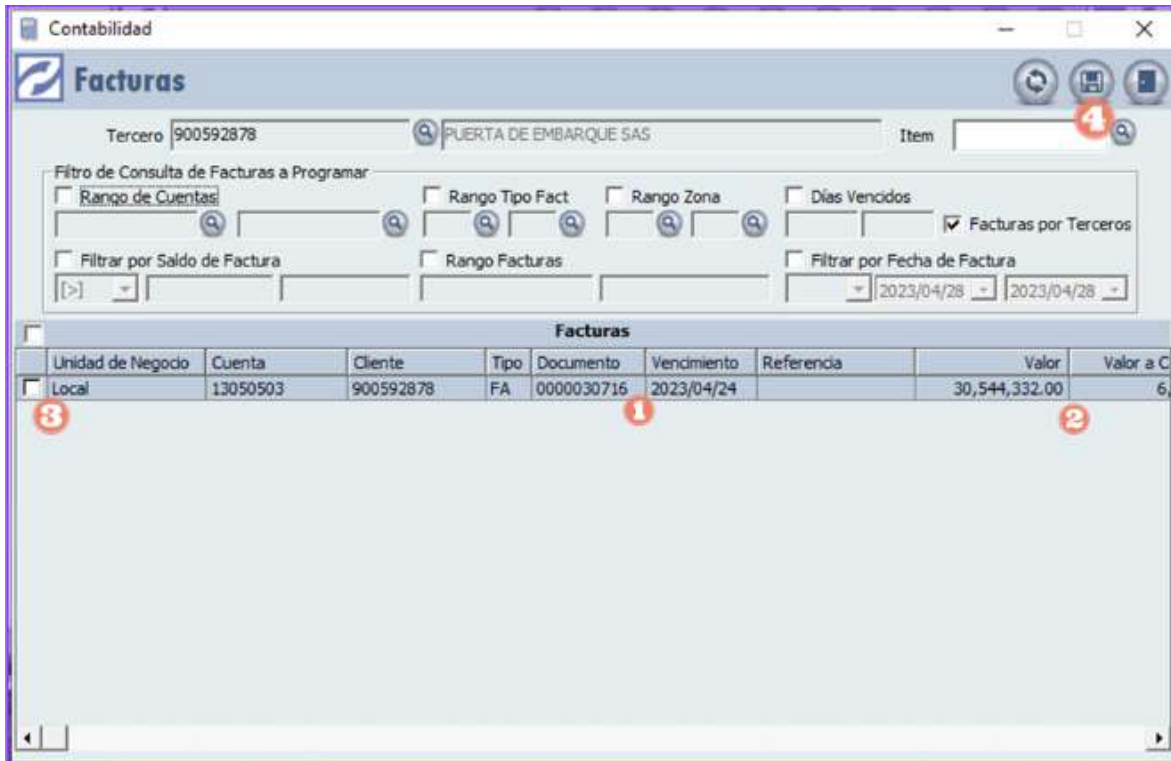 Contabilidad
Facturas
4
Tercero 900592878 PUERTA DE EMBARQUE SAS Item
Filtro de Consulta de Facturas a Programar
Rango de Cuentas Rango Tipo Fact Rango Zona Días Vencidos
Facturas por Terceros
Filtrar por Saldo de Factura Rango Facturas Filtrar por Fecha de Factura
[>] 2023/04/28 2023/04/28
Facturas
Unidad de Negocio Cuenta Cliente Tipo Documento Vencimiento Referencia Valor Valor a C
Local 13050503 900592878 FA 0000030716 2023/04/24 30,544,332.00 6,
3 1 2